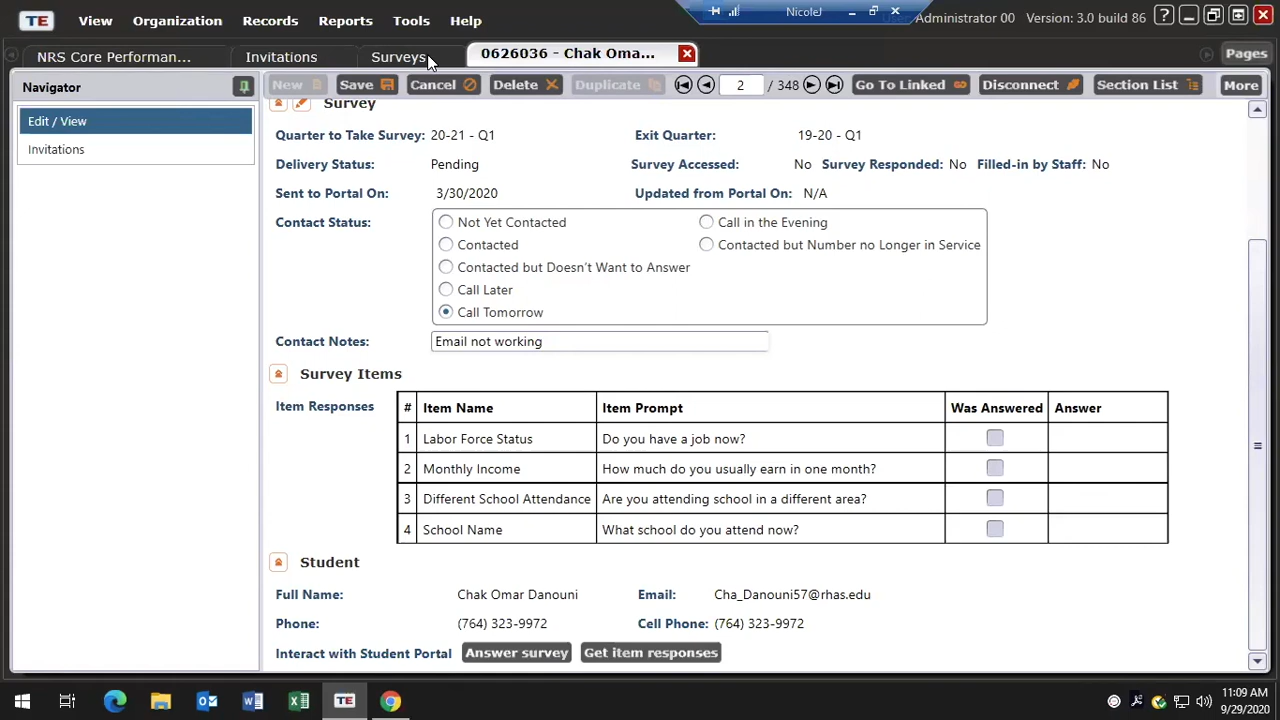 NicoleJ
TE View Organization Records Reports Tools Help User: Administrator 00 Version: 3.0 build 86 ?
NRS Core Performan... Invitations Surveys 0626036 - Chak Oma... Pages
Navigator New Save Cancel Delete Duplicate 2 / 348 Go To Linked Disconnect Section List More
Edit / View
Invitations
Survey
Quarter to Take Survey: 20-21 - Q1 Exit Quarter: 19-20 - Q1
Delivery Status: Pending Survey Accessed: No Survey Responded: No Filled-in by Staff: No
Sent to Portal On: 3/30/2020 Updated from Portal On: N/A
Contact Status: Not Yet Contacted Call in the Evening
Contacted Contacted but Number no Longer in Service
Contacted but Doesn't Want to Answer
Call Later
Call Tomorrow
Contact Notes: Email not working
Survey Items
Item Responses # Item Name Item Prompt Was Answered Answer
1 Labor Force Status Do you have a job now?
2 Monthly Income How much do you usually earn in one month?
3 Different School Attendance Are you attending school in a different area?
4 School Name What school do you attend now?
Student
Full Name: Chak Omar Danouni Email: Cha_Danouni57@rhas.edu
Phone: (764) 323-9972 Cell Phone: (764) 323-9972
Interact with Student Portal Answer survey Get item responses
TE 11:09 AM
9/29/2020